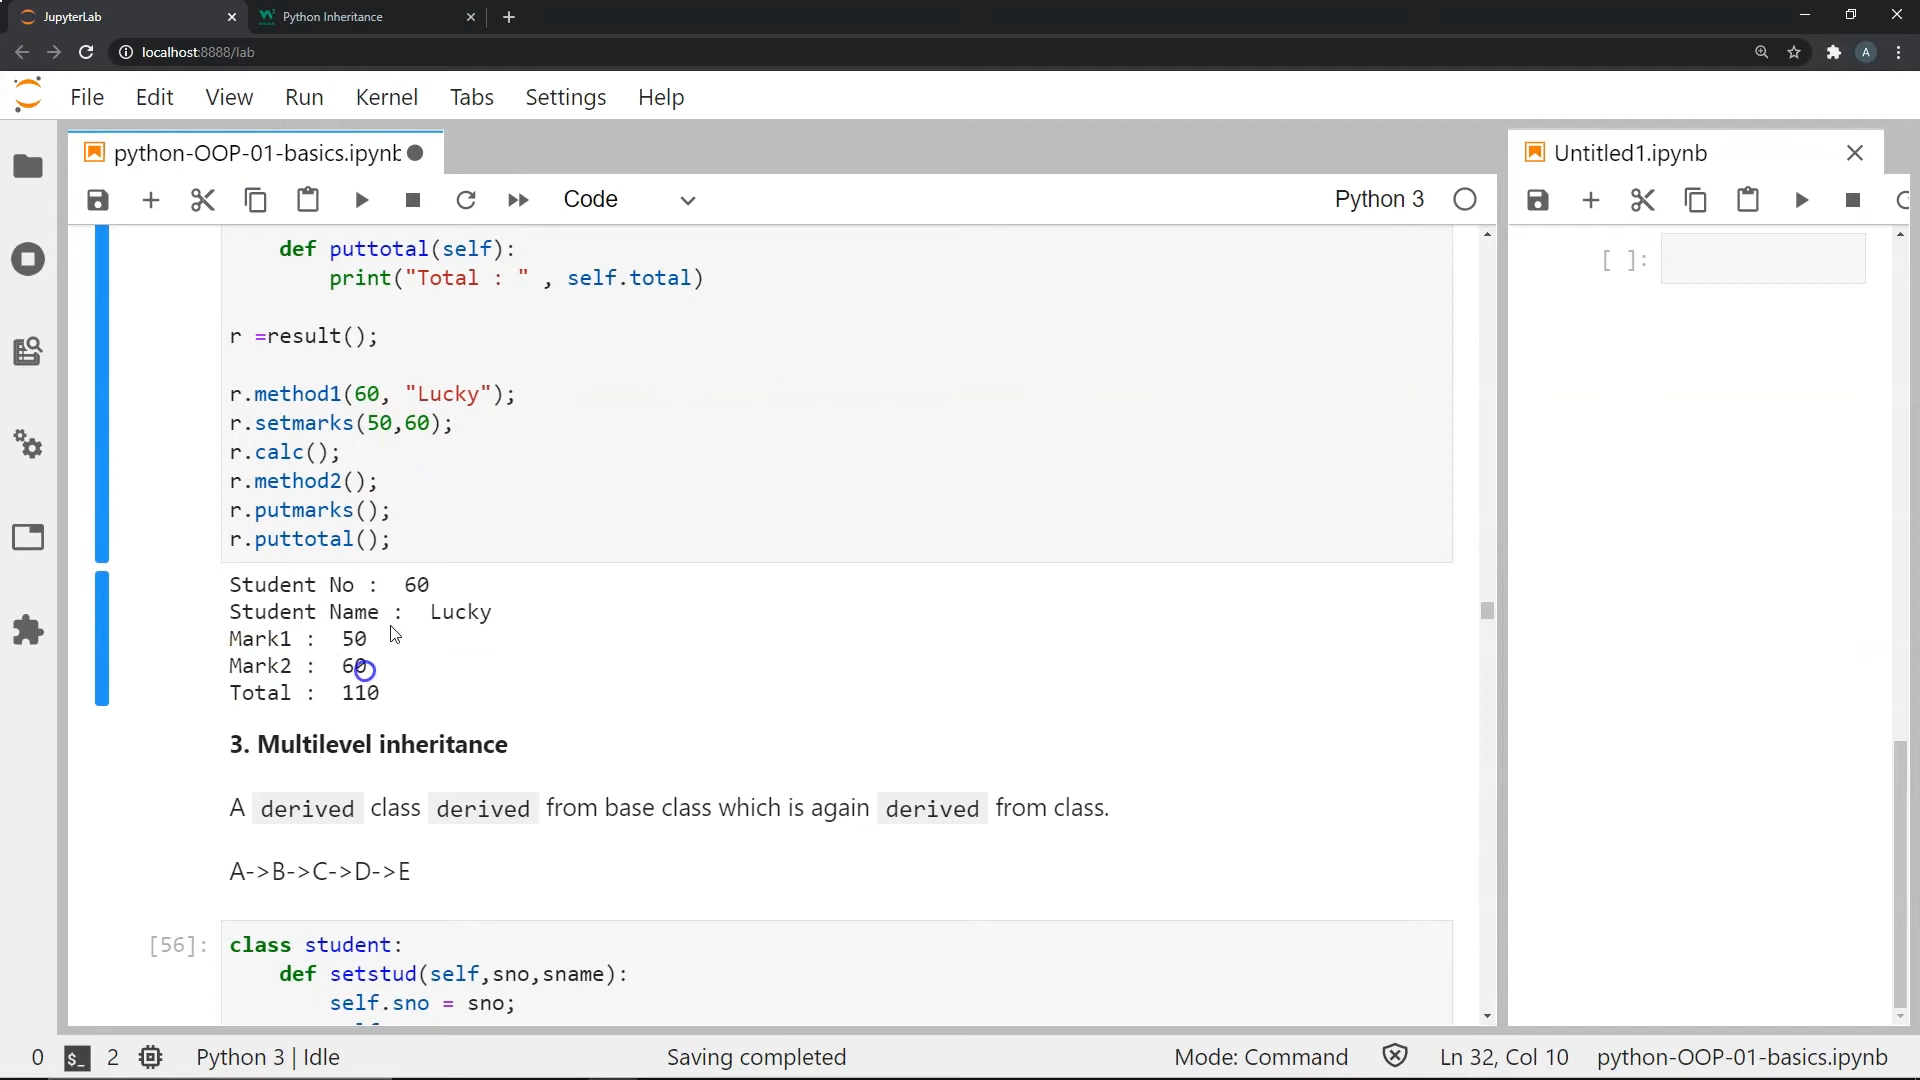 JupyterLab
Python Inheritance
localhost:8888/lab
A
File Edit View Run Kernel Tabs Settings Help
python-OOP-01-basics.ipynb
Untitled1.ipynb
Code
Python 3
def puttotal(self):
print("Total : " , self.total)
r =result();
r.method1(60, "Lucky");
r.setmarks(50,60);
r.calc();
r.method2();
r.putmarks();
r.puttotal();
[ ]:
Student No :  60
Student Name :  Lucky
Mark1 :  50
Mark2 :  60
Total :  110
3. Multilevel inheritance
A derived class derived from base class which is again derived from class.
A->B->C->D->E
[56]:
class student:
def setstud(self,sno,sname):
self.sno = sno;
0 $_ 2 Python 3 | Idle Saving completed Mode: Command Ln 32, Col 10 python-OOP-01-basics.ipynb